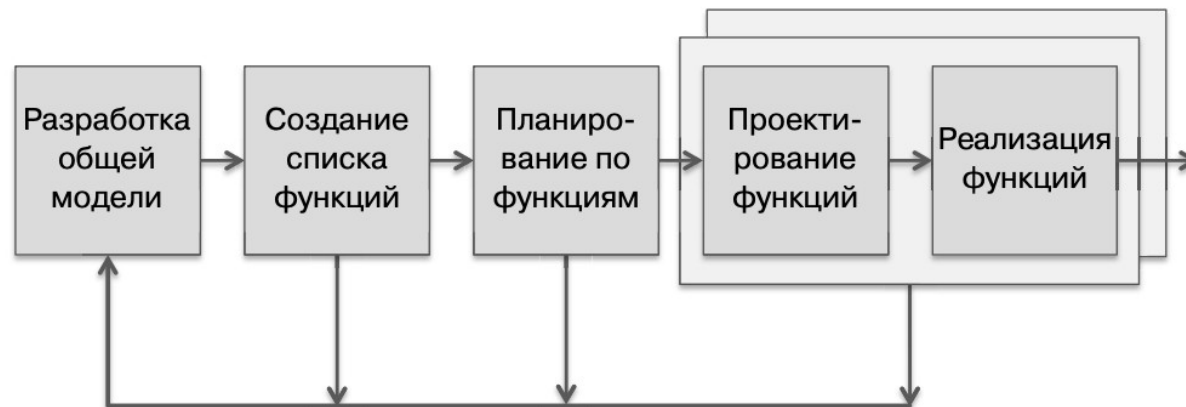 Разработка
общей
модели
Создание
списка
функций
Планиро-
вание по
функциям
Проекти-
рование
функций
Реализация
функций